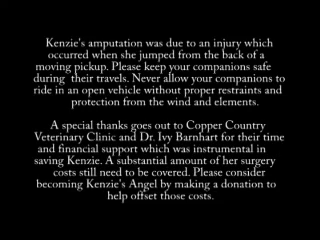 Kenzie's amputation was due to an injury which
occurred when she jumped from the back of a
moving pickup. Please keep your companions safe
during their travels. Never allow your companions to
ride in an open vehicle without proper restraints and
protection from the wind and elements.
A special thanks goes out to Copper Country
Veterinary Clinic and Dr. Ivy Barnhart for their time
and financial support which was instrumental in
saving Kenzie. A substantial amount of her surgery
costs still need to be covered. Please consider
becoming Kenzie's Angel by making a donation to
help offset those costs.